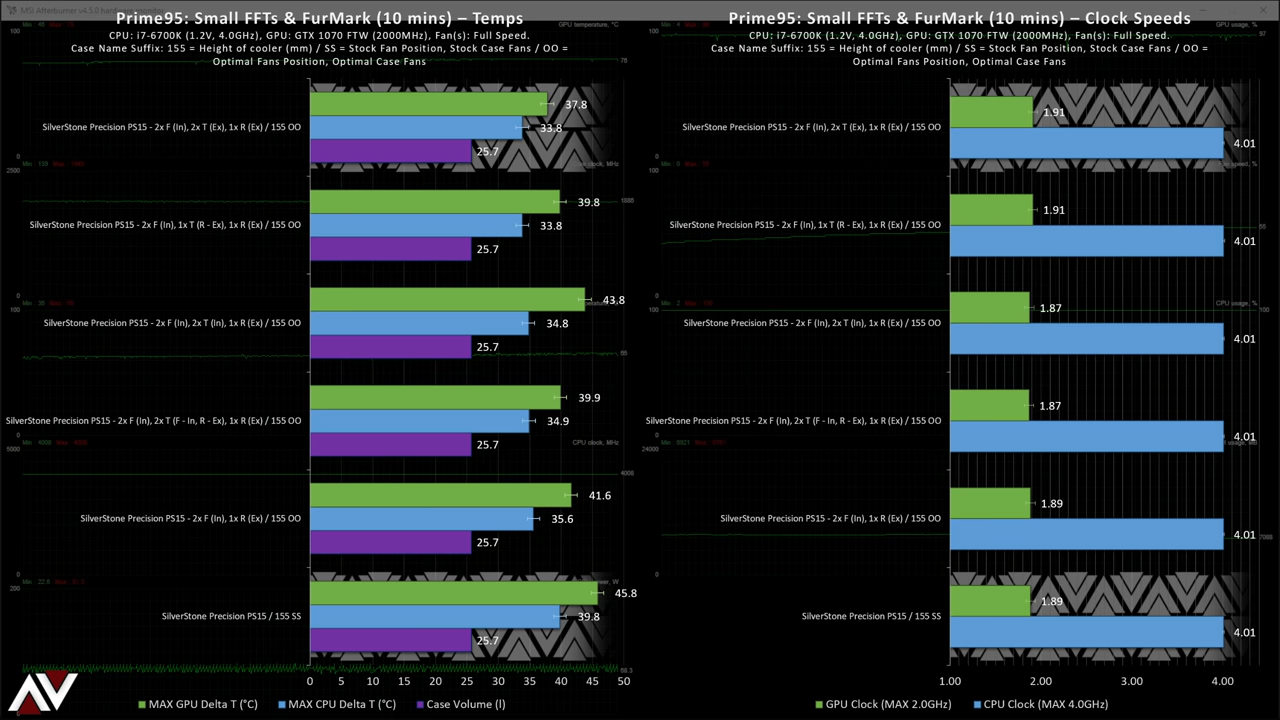 MSI Afterburner v4.5.0 hardware monitor
Prime95: Small FFTs & FurMark (10 mins) – Temps
CPU: i7-6700K (1.2V, 4.0GHz), GPU: GTX 1070 FTW (2000MHz), Fan(s): Full Speed.
Case Name Suffix: 155 = Height of cooler (mm) / SS = Stock Fan Position, Stock Case Fans / OO =
Optimal Fans Position, Optimal Case Fans
GPU temperature, °C
SilverStone Precision PS15 - 2x F (In), 2x T (Ex), 1x R (Ex) / 155 OO
37.8
33.8
25.7
SilverStone Precision PS15 - 2x F (In), 1x T (R - Ex), 1x R (Ex) / 155 OO
39.8
33.8
25.7
SilverStone Precision PS15 - 2x F (In), 2x T (In), 1x R (Ex) / 155 OO
43.8
34.8
25.7
SilverStone Precision PS15 - 2x F (In), 2x T (F - In, R - Ex), 1x R (Ex) / 155 OO
39.9
34.9
25.7
CPU clock, MHz
SilverStone Precision PS15 - 2x F (In), 1x R (Ex) / 155 OO
41.6
35.6
25.7
SilverStone Precision PS15 / 155 SS
45.8
39.8
25.7
0 5 10 15 20 25 30 35 40 45 50
MAX GPU Delta T (°C) MAX CPU Delta T (°C) Case Volume (l)
Prime95: Small FFTs & FurMark (10 mins) – Clock Speeds
CPU: i7-6700K (1.2V, 4.0GHz), GPU: GTX 1070 FTW (2000MHz), Fan(s): Full Speed.
Case Name Suffix: 155 = Height of cooler (mm) / SS = Stock Fan Position, Stock Case Fans / OO =
Optimal Fans Position, Optimal Case Fans
GPU usage, %
SilverStone Precision PS15 - 2x F (In), 2x T (Ex), 1x R (Ex) / 155 OO
1.91
4.01
SilverStone Precision PS15 - 2x F (In), 1x T (R - Ex), 1x R (Ex) / 155 OO
1.91
4.01
CPU usage, %
SilverStone Precision PS15 - 2x F (In), 2x T (In), 1x R (Ex) / 155 OO
1.87
4.01
SilverStone Precision PS15 - 2x F (In), 2x T (F - In, R - Ex), 1x R (Ex) / 155 OO
1.87
4.01
SilverStone Precision PS15 - 2x F (In), 1x R (Ex) / 155 OO
1.89
4.01
SilverStone Precision PS15 / 155 SS
1.89
4.01
1.00 2.00 3.00 4.00
GPU Clock (MAX 2.0GHz) CPU Clock (MAX 4.0GHz)